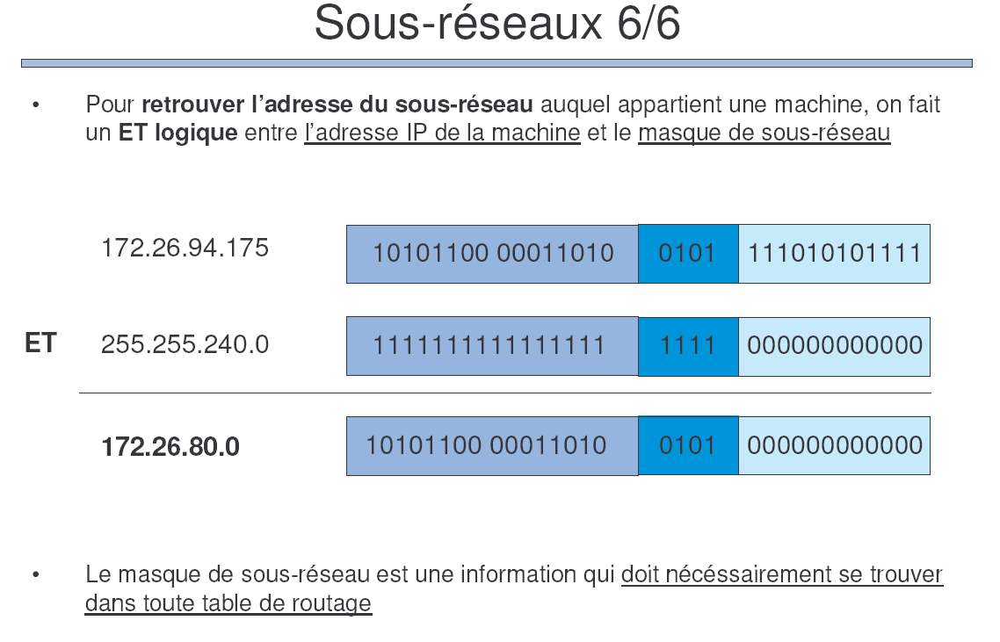 Sous-réseaux 6/6
• Pour retrouver l'adresse du sous-réseau auquel appartient une machine, on fait
un ET logique entre l'adresse IP de la machine et le masque de sous-réseau
172.26.94.175 10101100 00011010 0101 111010101111
ET 255.255.240.0 1111111111111111 1111 000000000000
172.26.80.0 10101100 00011010 0101 000000000000
• Le masque de sous-réseau est une information qui doit nécéssairement se trouver
dans toute table de routage